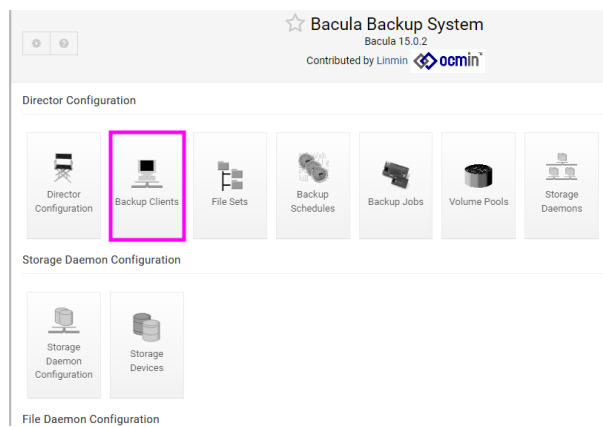 Bacula Backup System
Bacula 15.0.2
Contributed by Linmin ocmin
Director Configuration
Director
Configuration
Backup Clients
File Sets
Backup
Schedules
Backup Jobs
Volume Pools
Storage
Daemons
Storage Daemon Configuration
Storage
Daemon
Configuration
Storage
Devices
File Daemon Configuration